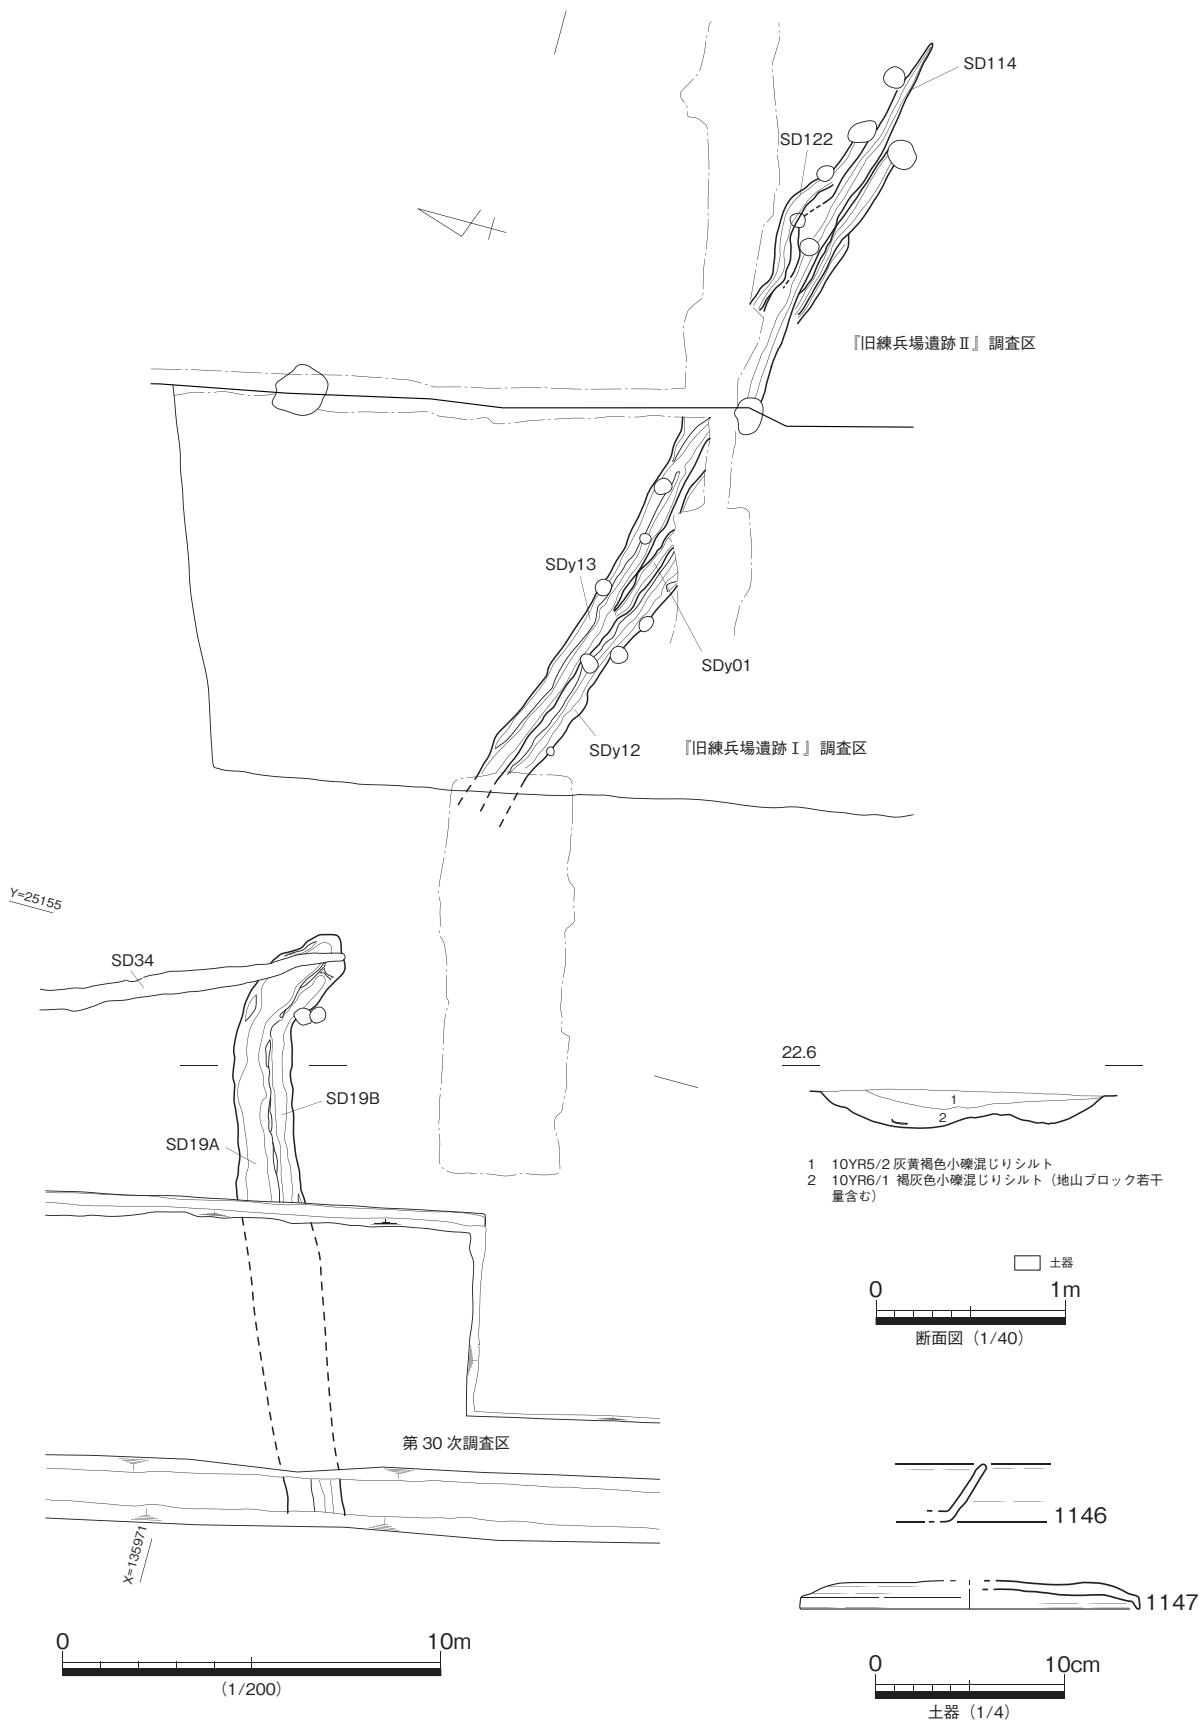 SD114
SD122
『旧練兵場遺跡Ⅱ』調査区
SDy13
SDy01
SDy12
『旧練兵場遺跡Ⅰ』調査区
Y=25155
SD34
SD19B
SD19A
22.6
1
2
1 10YR5/2 灰黄褐色小礫混じりシルト
2 10YR6/1 褐灰色小礫混じりシルト（地山ブロック若干
量含む）
土器
0 1m
断面図（1/40）
第 30 次調査区
1146
X=135971
1147
0 10m
（1/200）
0 10cm
土器（1/4）